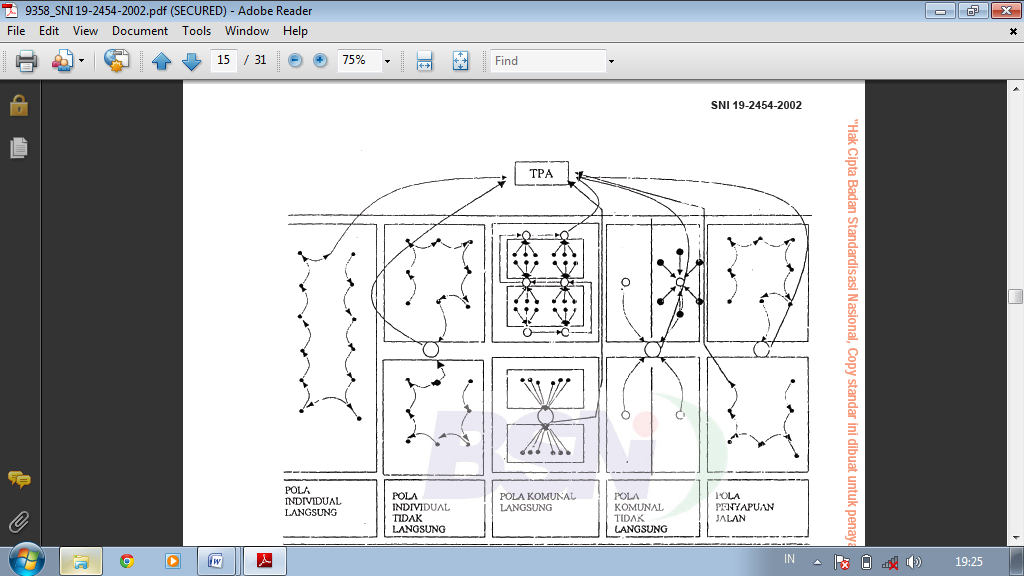 9358_SNI 19-2454-2002.pdf (SECURED) - Adobe Reader
File Edit View Document Tools Window Help
15 / 31 75% Find
SNI 19-2454-2002
"Hak Cipta Badan Standardisasi Nasional, Copy standar ini dibuat untuk penaya
TPA
BSN
POLA
INDIVIDUAL
LANGSUNG
POLA
INDIVIDUAL
TIDAK
LANGSUNG
POLA KOMUNAL
LANGSUNG
POLA
KOMUNAL
TIDAK
LANGSUNG
POLA
PENYAPUAN
JALAN
IN 19:25